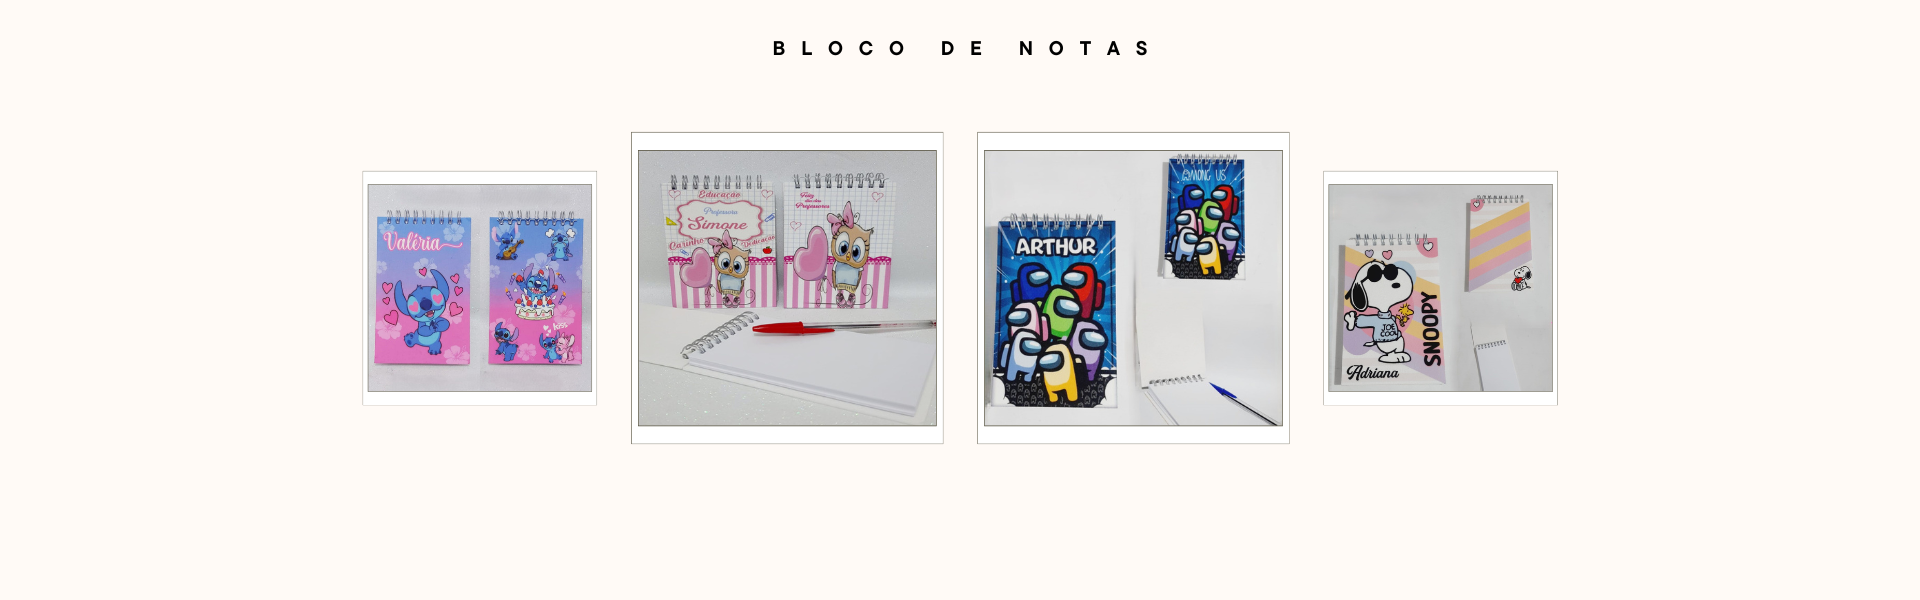 BLOCO DE NOTAS
Valéria
kiss
Educação
Professora
Simone
Carinho
Dedicação
Feliz
dia dos
Professores
ARTHUR
AMONG US
JOE
COOL
SNOOPY
Adriana